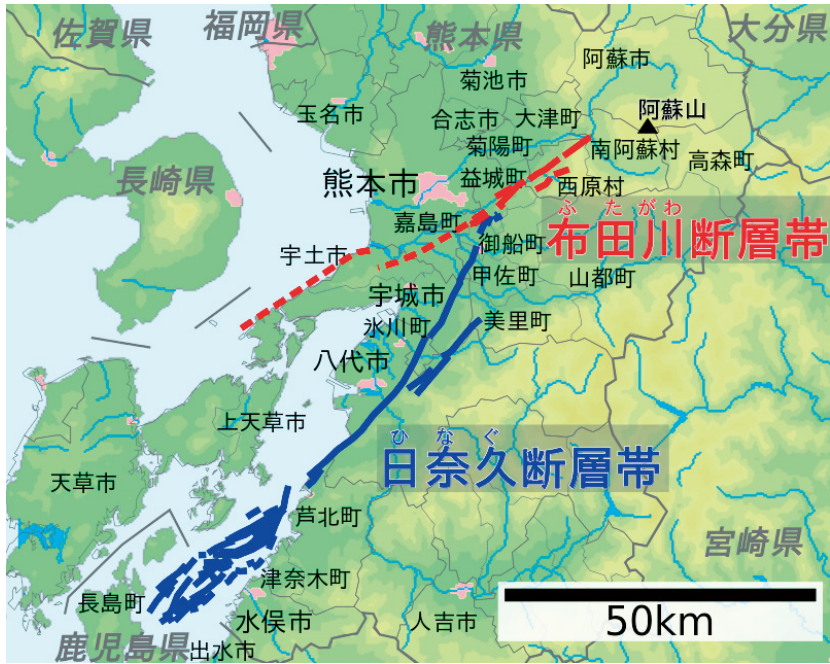 佐賀県
福岡県
熊本県
大分県
阿蘇市
菊池市
玉名市
合志市
大津町
阿蘇山
菊陽町
南阿蘇村
高森町
長崎県
熊本市
益城町
西原村
嘉島町
ふたがわ
布田川断層帯
宇土市
御船町
甲佐町
山都町
宇城市
氷川町
美里町
八代市
上天草市
ひなぐ
日奈久断層帯
天草市
芦北町
宮崎県
津奈木町
長島町
水俣市
人吉市
50km
鹿児島県
出水市